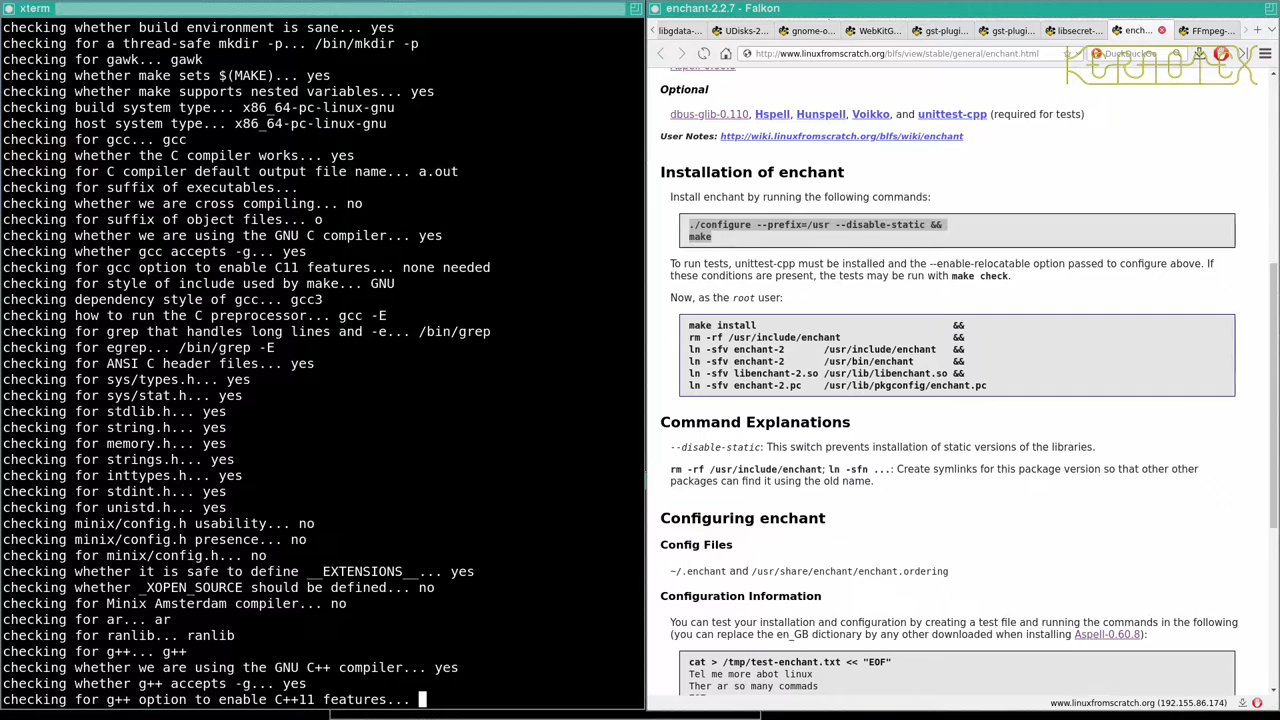 xterm
checking whether build environment is sane... yes
checking for a thread-safe mkdir -p... /bin/mkdir -p
checking for gawk... gawk
checking whether make sets $(MAKE)... yes
checking whether make supports nested variables... yes
checking build system type... x86_64-pc-linux-gnu
checking host system type... x86_64-pc-linux-gnu
checking for gcc... gcc
checking whether the C compiler works... yes
checking for C compiler default output file name... a.out
checking for suffix of executables...
checking whether we are cross compiling... no
checking for suffix of object files... o
checking whether we are using the GNU C compiler... yes
checking whether gcc accepts -g... yes
checking for gcc option to enable C11 features... none needed
checking for style of include used by make... GNU
checking dependency style of gcc... gcc3
checking how to run the C preprocessor... gcc -E
checking for grep that handles long lines and -e... /bin/grep
checking for egrep... /bin/grep -E
checking for ANSI C header files... yes
checking for sys/types.h... yes
checking for sys/stat.h... yes
checking for stdlib.h... yes
checking for string.h... yes
checking for memory.h... yes
checking for strings.h... yes
checking for inttypes.h... yes
checking for stdint.h... yes
checking for unistd.h... yes
checking minix/config.h usability... no
checking minix/config.h presence... no
checking for minix/config.h... no
checking whether it is safe to define __EXTENSIONS__... yes
checking whether _XOPEN_SOURCE should be defined... no
checking for Minix Amsterdam compiler... no
checking for ar... ar
checking for ranlib... ranlib
checking for g++... g++
checking whether we are using the GNU C++ compiler... yes
checking whether g++ accepts -g... yes
checking for g++ option to enable C++11 features...
enchant-2.2.7 - Falkon
libgdata-... UDisks-2... gnome-o... WebKitG... gst-plugi... gst-plugi... libsecret-... ench... FFmpeg-...
http://www.linuxfromscratch.org/blfs/view/stable/general/enchant.html DuckDuckGo
KERNOTEX
Aspell-0.60.8
Optional
dbus-glib-0.110, Hspell, Hunspell, Voikko, and unittest-cpp (required for tests)
User Notes: http://wiki.linuxfromscratch.org/blfs/wiki/enchant
Installation of enchant
Install enchant by running the following commands:
./configure --prefix=/usr --disable-static &&
make
To run tests, unittest-cpp must be installed and the --enable-relocatable option passed to configure above. If
these conditions are present, the tests may be run with make check.
Now, as the root user:
make install &&
rm -rf /usr/include/enchant &&
ln -sfv enchant-2 /usr/include/enchant &&
ln -sfv enchant-2 /usr/bin/enchant &&
ln -sfv libenchant-2.so /usr/lib/libenchant.so &&
ln -sfv enchant-2.pc /usr/lib/pkgconfig/enchant.pc
Command Explanations
--disable-static: This switch prevents installation of static versions of the libraries.
rm -rf /usr/include/enchant; ln -sfn ...: Create symlinks for this package version so that other other
packages can find it using the old name.
Configuring enchant
Config Files
~/.enchant and /usr/share/enchant/enchant.ordering
Configuration Information
You can test your installation and configuration by creating a test file and running the commands in the following
(you can replace the en_GB dictionary by any other downloaded when installing Aspell-0.60.8):
cat > /tmp/test-enchant.txt << "EOF"
Tel me more abot linux
Ther ar so many commads
www.linuxfromscratch.org (192.155.86.174)